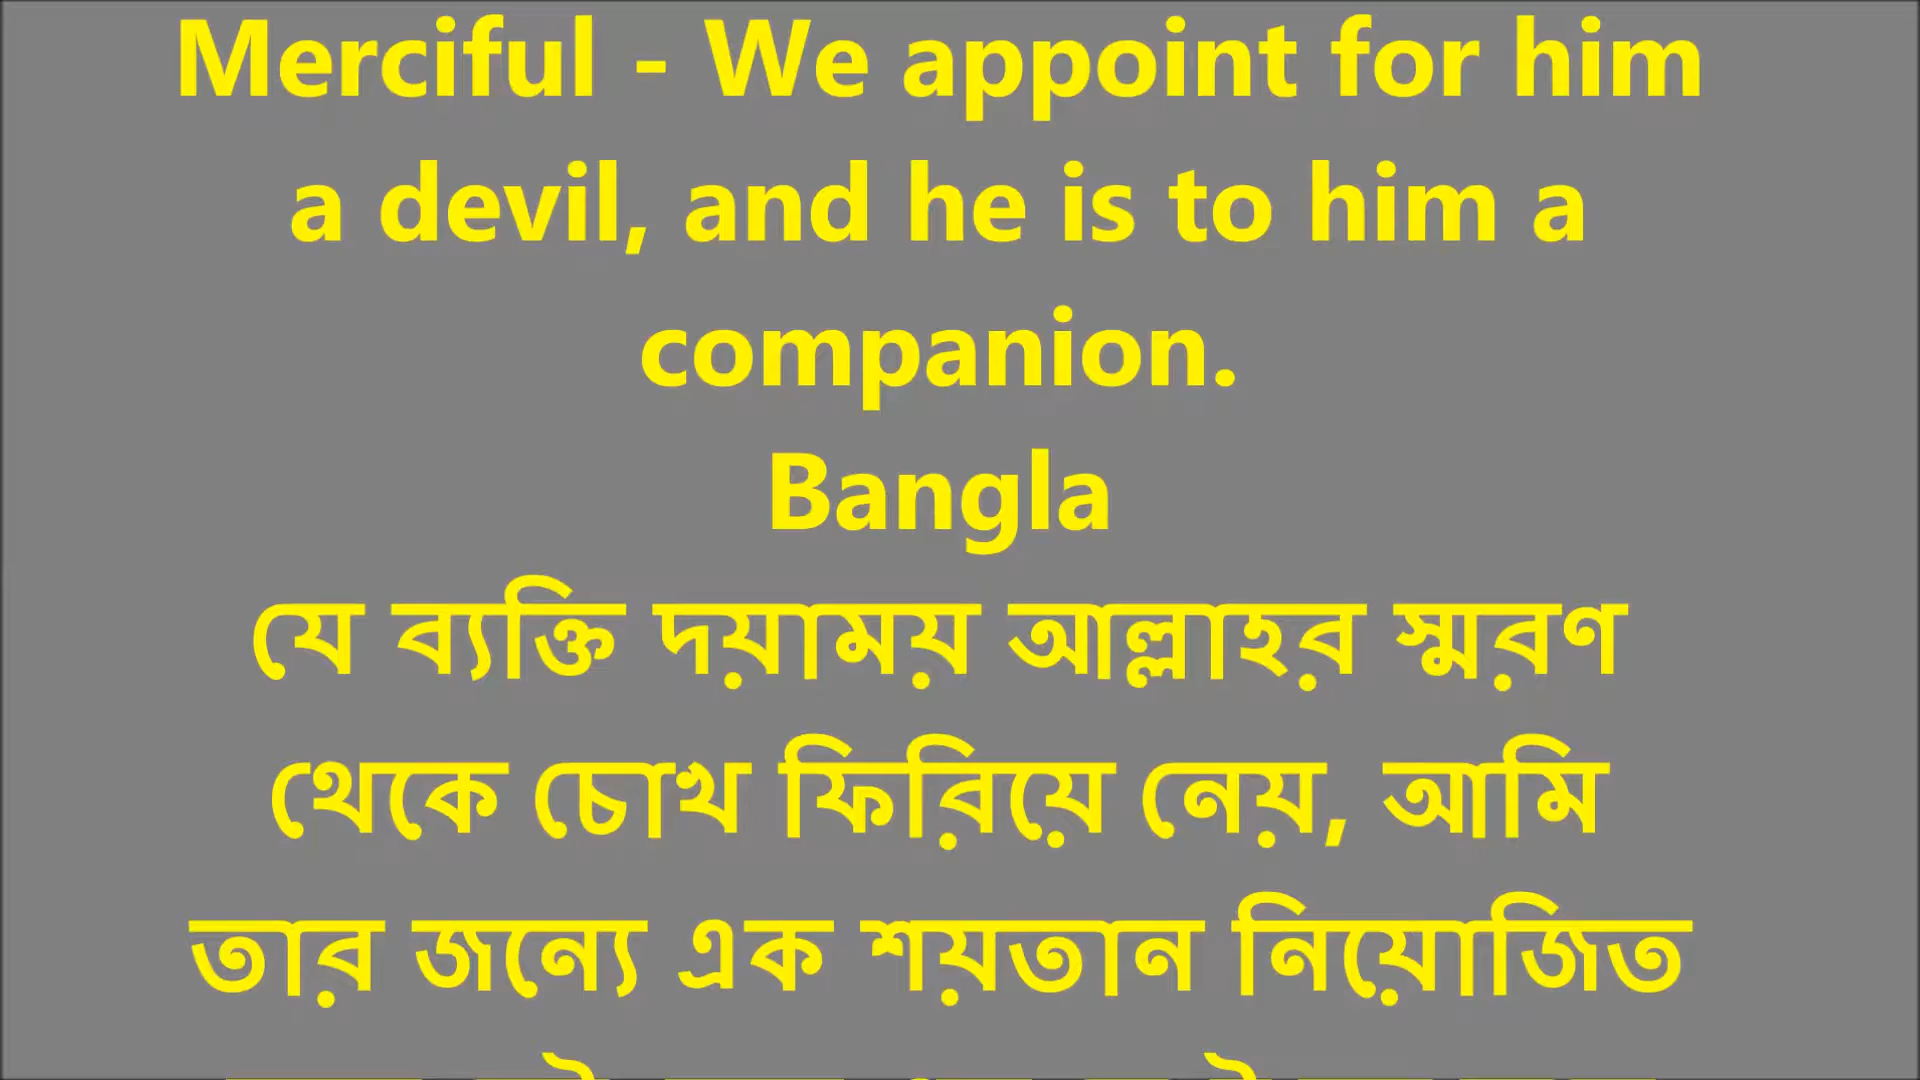 Merciful - We appoint for him
a devil, and he is to him a
companion.
Bangla
যে ব্যক্তি দয়াময় আল্লাহর স্মরণ
থেকে চোখ ফিরিয়ে নেয়, আমি
তার জন্যে এক শয়তান নিয়োজিত